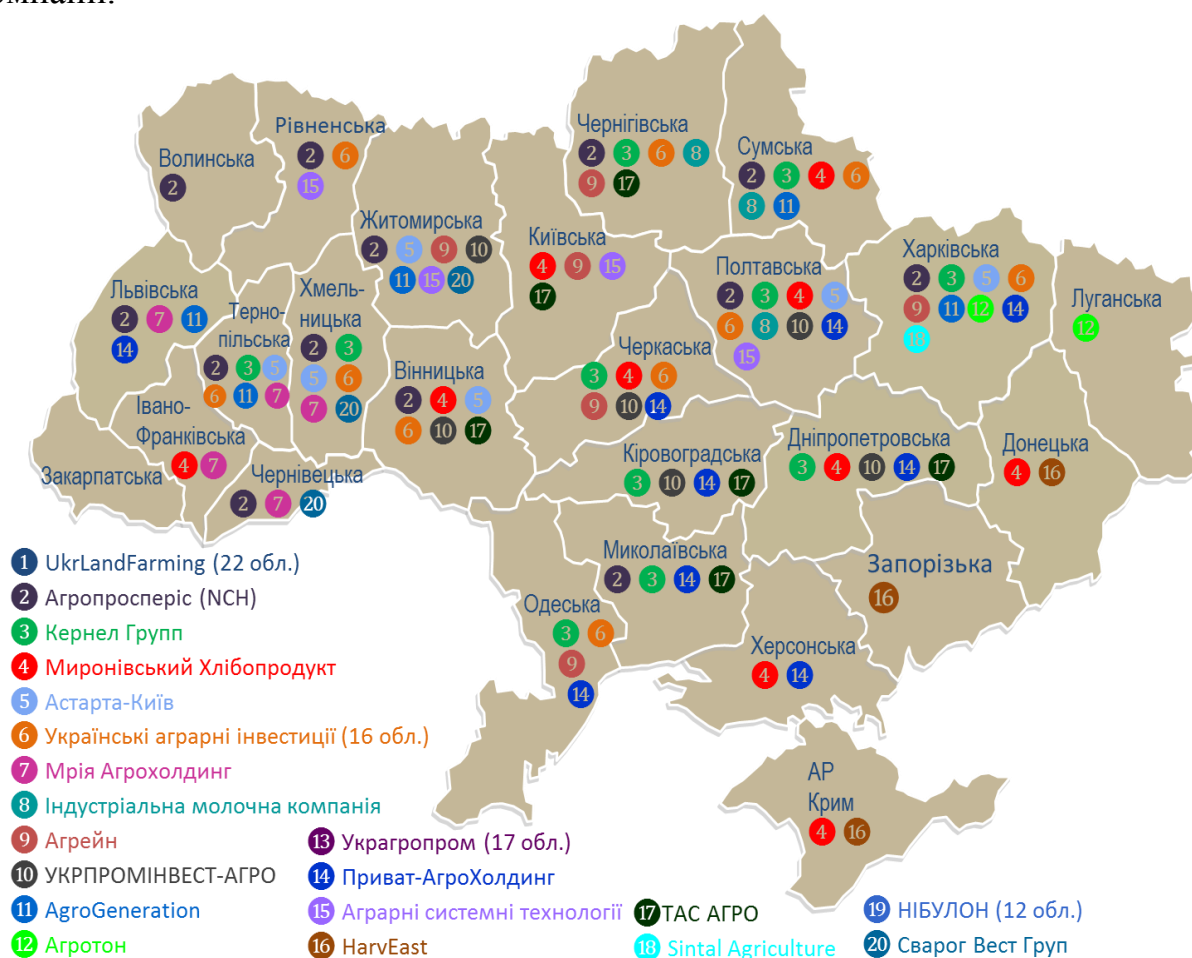 Рівненська
2 6
15
Волинська
2
Чернігівська
2 3 6 8
9 17
Сумська
2 3 4 6
8 11
Житомирська
2 5 9 10
11 15 20
Київська
4 9 15
17
Полтавська
2 3 4 5
6 8 10 14
15
Харківська
2 3 5 6
9 11 12 14
18
Луганська
12
Львівська
2 7 11
14
Терно-
пільська
2 3 5
6 11 7
Хмель-
ницька
2 3
5 6
7 20
Вінницька
2 4 5
6 10 17
Черкаська
3 4 6
9 10 14
Івано-
Франківська
4 7
Закарпатська
Чернівецька
2 7 20
Кіровоградська
3 10 14 17
Дніпропетровська
3 4 10 14 17
Донецька
4 16
Миколаївська
2 3 14 17
Запорізька
16
Одеська
3 6
9
14
Херсонська
4 14
АР
Крим
4 16
1 UkrLandFarming (22 обл.)
2 Агропросперіс (NCH)
3 Кернел Групп
4 Миронівський Хлібопродукт
5 Астарта-Київ
6 Українські аграрні інвестиції (16 обл.)
7 Мрія Агрохолдинг
8 Індустріальна молочна компанія
9 Агрейн
10 УКРПРОМІНВЕСТ-АГРО
11 AgroGeneration
12 Агротон
13 Украгропром (17 обл.)
14 Приват-АгроХолдинг
15 Аграрні системні технології
16 HarvEast
17 ТАС АГРО
18 Sintal Agriculture
19 НІБУЛОН (12 обл.)
20 Сварог Вест Груп